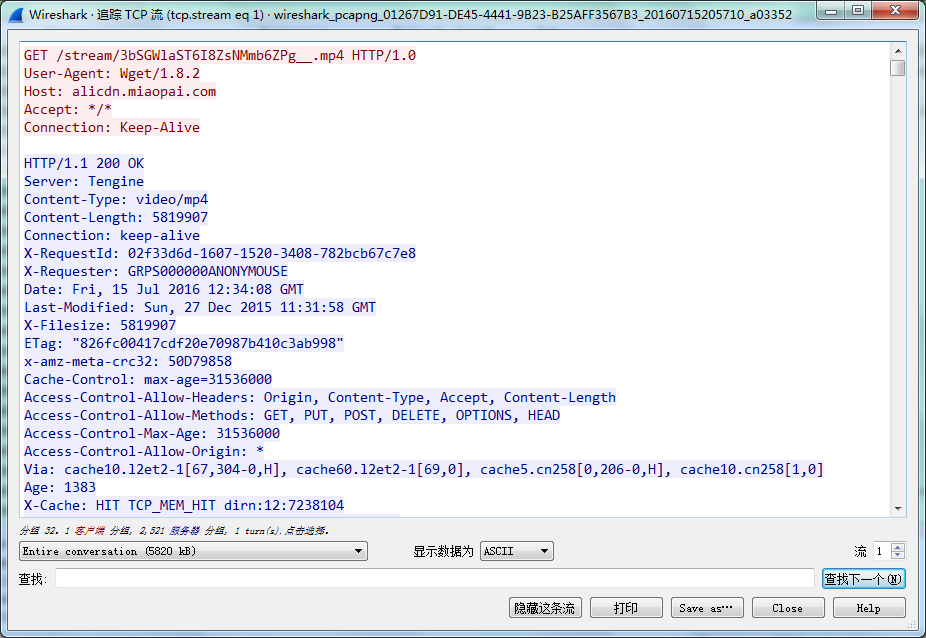 Wireshark · 追踪 TCP 流 (tcp.stream eq 1) · wireshark_pcapng_01267D91-DE45-4441-9B23-B25AFF3567B3_20160715205710_a03352
GET /stream/3bSGWlaST6I8ZsNMmb6ZPg__.mp4 HTTP/1.0
User-Agent: Wget/1.8.2
Host: alicdn.miaopai.com
Accept: */*
Connection: Keep-Alive
HTTP/1.1 200 OK
Server: Tengine
Content-Type: video/mp4
Content-Length: 5819907
Connection: keep-alive
X-RequestId: 02f33d6d-1607-1520-3408-782bcb67c7e8
X-Requester: GRPS000000ANONYMOUSE
Date: Fri, 15 Jul 2016 12:34:08 GMT
Last-Modified: Sun, 27 Dec 2015 11:31:58 GMT
X-Filesize: 5819907
ETag: "826fc00417cdf20e70987b410c3ab998"
x-amz-meta-crc32: 50D79858
Cache-Control: max-age=31536000
Access-Control-Allow-Headers: Origin, Content-Type, Accept, Content-Length
Access-Control-Allow-Methods: GET, PUT, POST, DELETE, OPTIONS, HEAD
Access-Control-Max-Age: 31536000
Access-Control-Allow-Origin: *
Via: cache10.l2et2-1[67,304-0,H], cache60.l2et2-1[69,0], cache5.cn258[0,206-0,H], cache10.cn258[1,0]
Age: 1383
X-Cache: HIT TCP_MEM_HIT dirn:12:7238104
分组 32. 1 客户端 分组, 2,521 服务器 分组, 1 turn(s).点击选择.
Entire conversation (5820 kB) 显示数据为 ASCII 流 1
查找: 查找下一个(N)
隐藏这条流 打印 Save as… Close Help